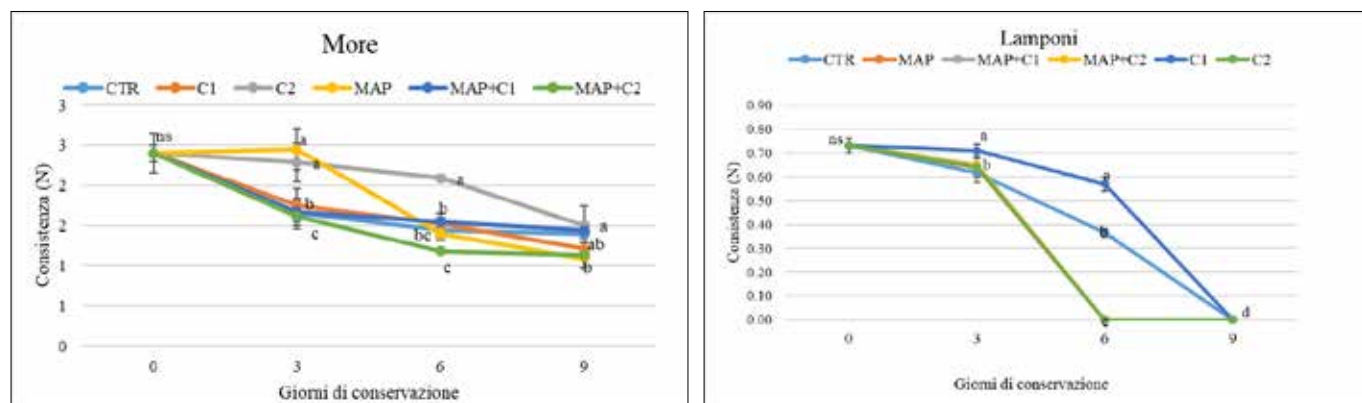 More
CTR C1 C2 MAP MAP+C1 MAP+C2
Consistenza (N)
3
3
2
2
1
1
0
ns
a
a
b
c
a
b
bc
c
a
ab
b
0 3 6 9
Giorni di conservazione
Lamponi
CTR MAP MAP+C1 MAP+C2 C1 C2
Consistenza (N)
0.90
0.80
0.70
0.60
0.50
0.40
0.30
0.20
0.10
0.00
ns
a
b
a
b
c
d
0 3 6 9
Giorni di conservazione